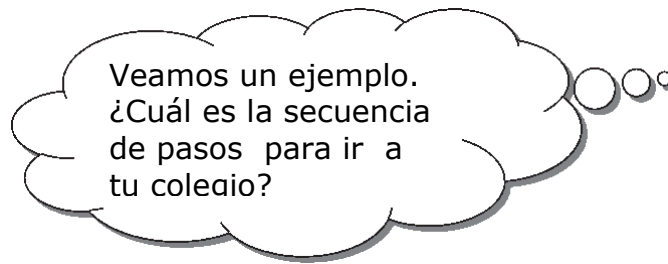 Veamos un ejemplo.
¿Cuál es la secuencia
de pasos para ir a
tu colegio?